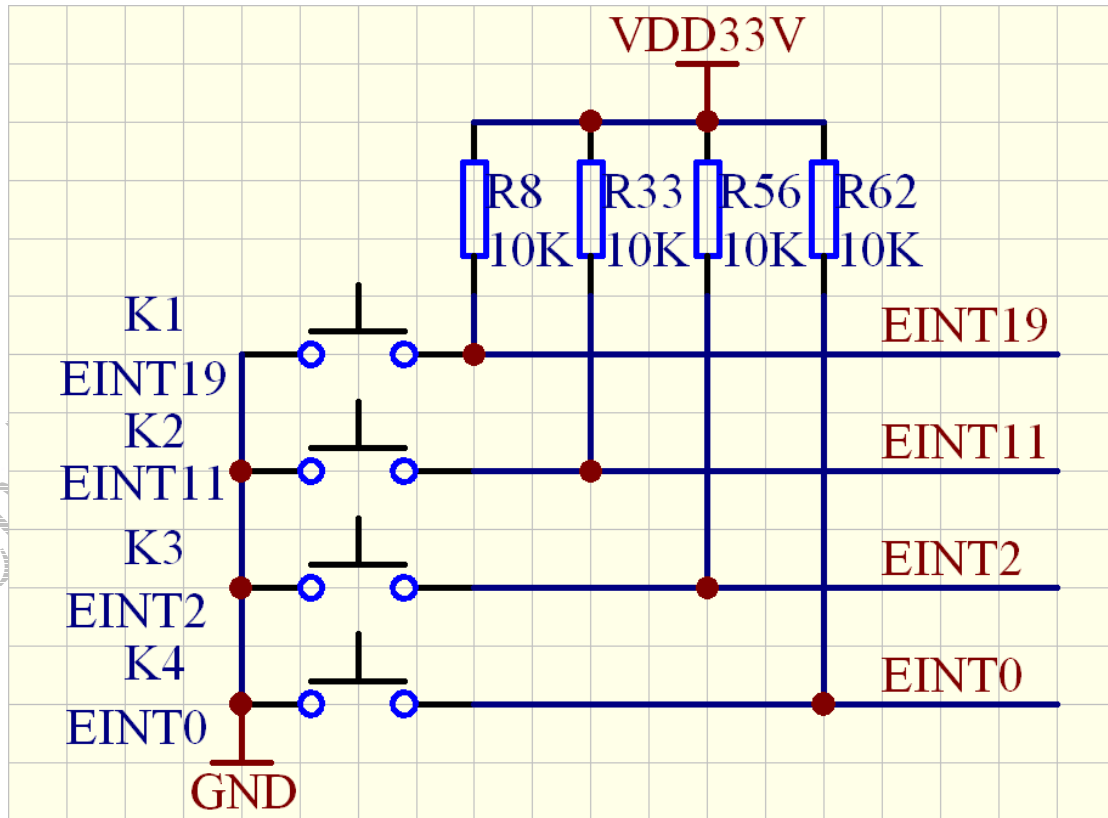 VDD33V
R8
10K
R33
10K
R56
10K
R62
10K
K1
EINT19
EINT19
K2
EINT11
EINT11
K3
EINT2
EINT2
K4
EINT0
EINT0
GND